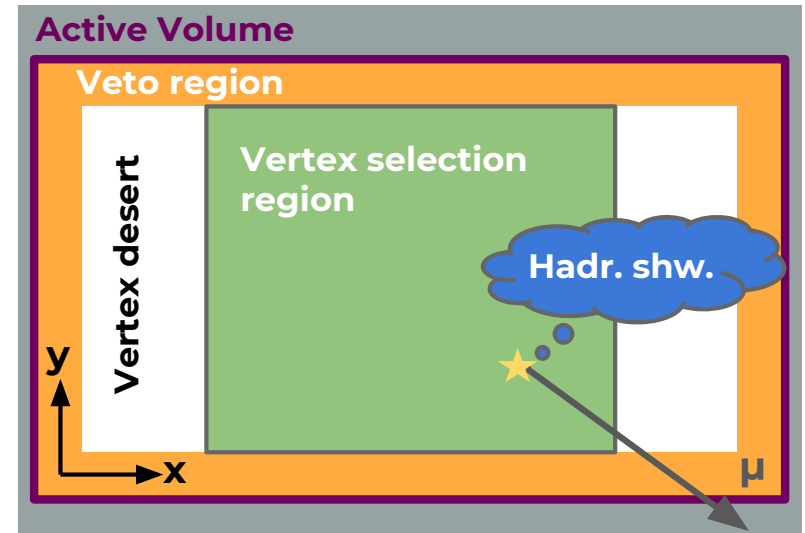 Active Volume
Veto region
Vertex desert
Vertex selection
region
Hadr. shw.
y
x
μ